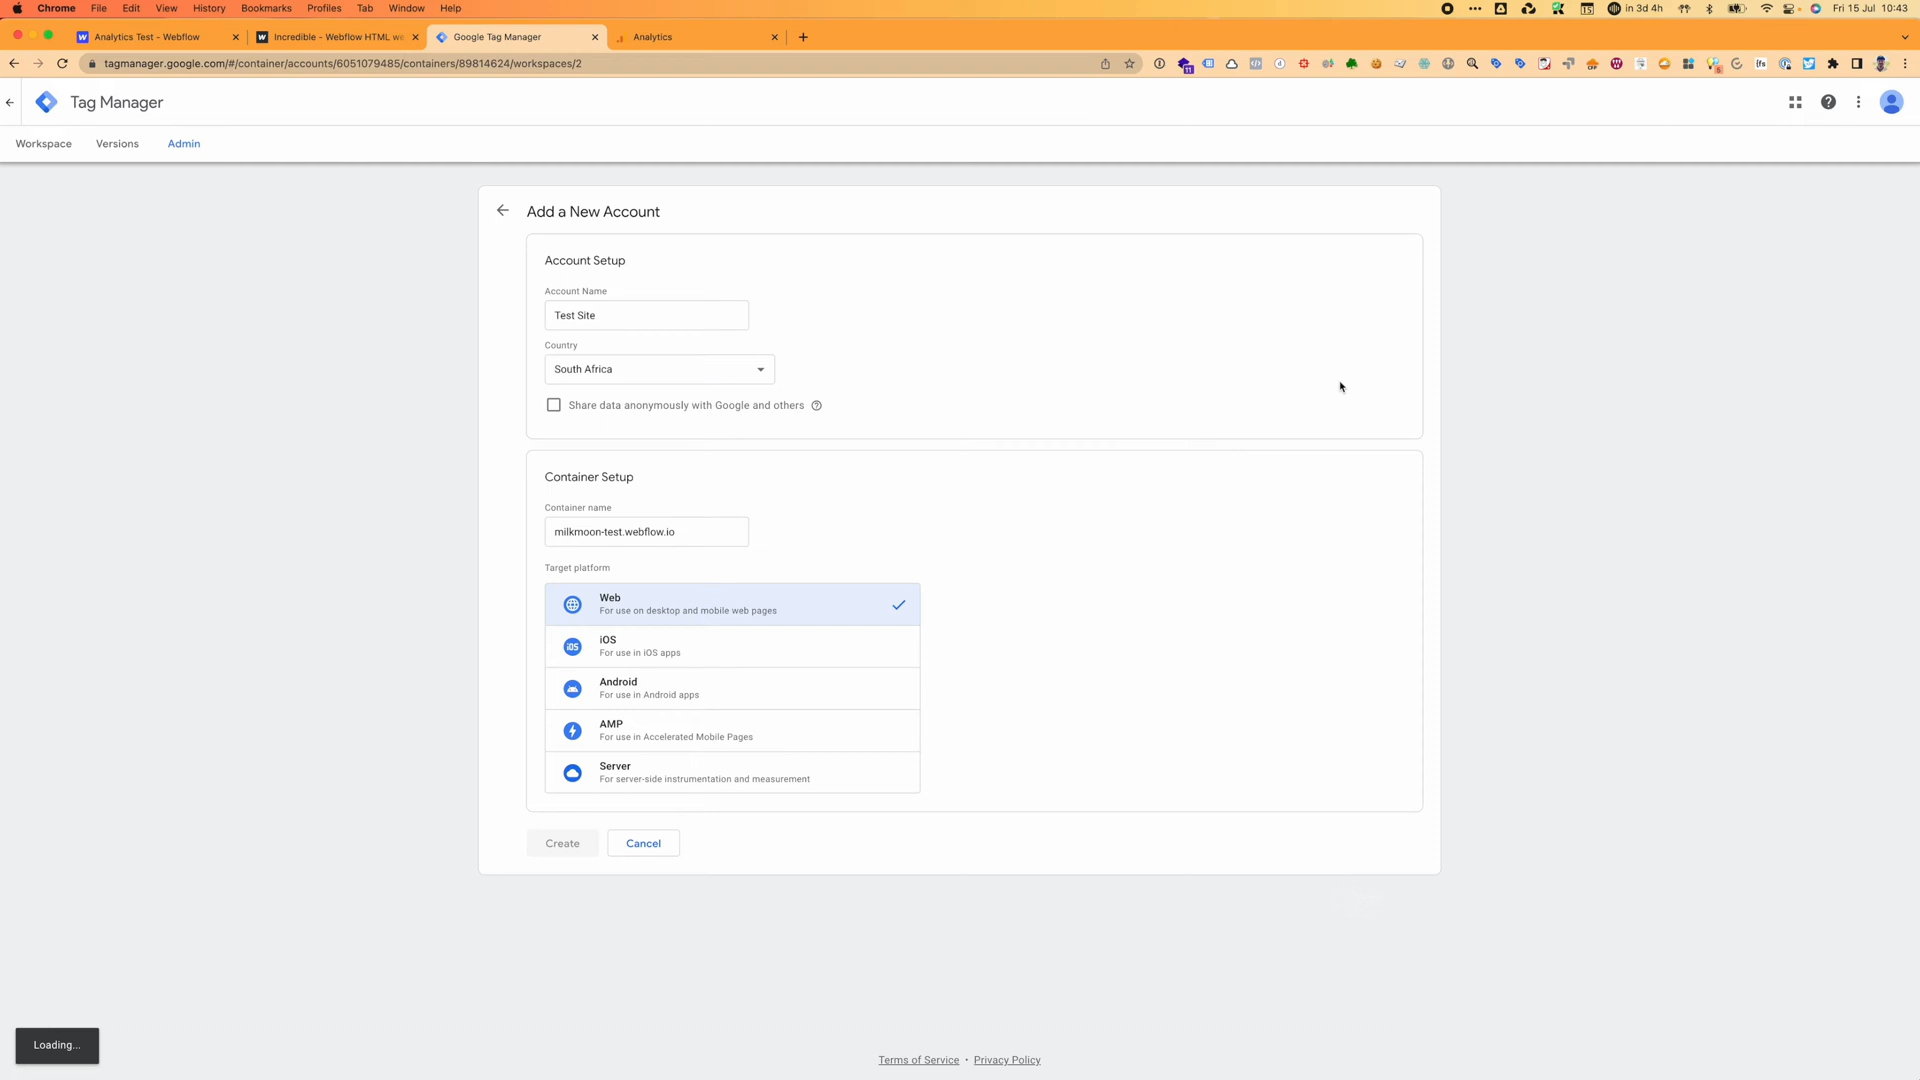 Chrome File Edit View History Bookmarks Profiles Tab Window Help in 3d 4h Fri 15 Jul 10:43
Analytics Test - Webflow Incredible - Webflow HTML we Google Tag Manager Analytics
tagmanager.google.com/#/container/accounts/6051079485/containers/89814624/workspaces/2
Tag Manager
Workspace Versions Admin
Add a New Account
Account Setup
Account Name
Test Site
Country
South Africa
Share data anonymously with Google and others
Container Setup
Container name
milkmoon-test.webflow.io
Target platform
Web
For use on desktop and mobile web pages
iOS
iOS
For use in iOS apps
Android
For use in Android apps
AMP
For use in Accelerated Mobile Pages
Server
For server-side instrumentation and measurement
Create Cancel
Loading...
Terms of Service • Privacy Policy